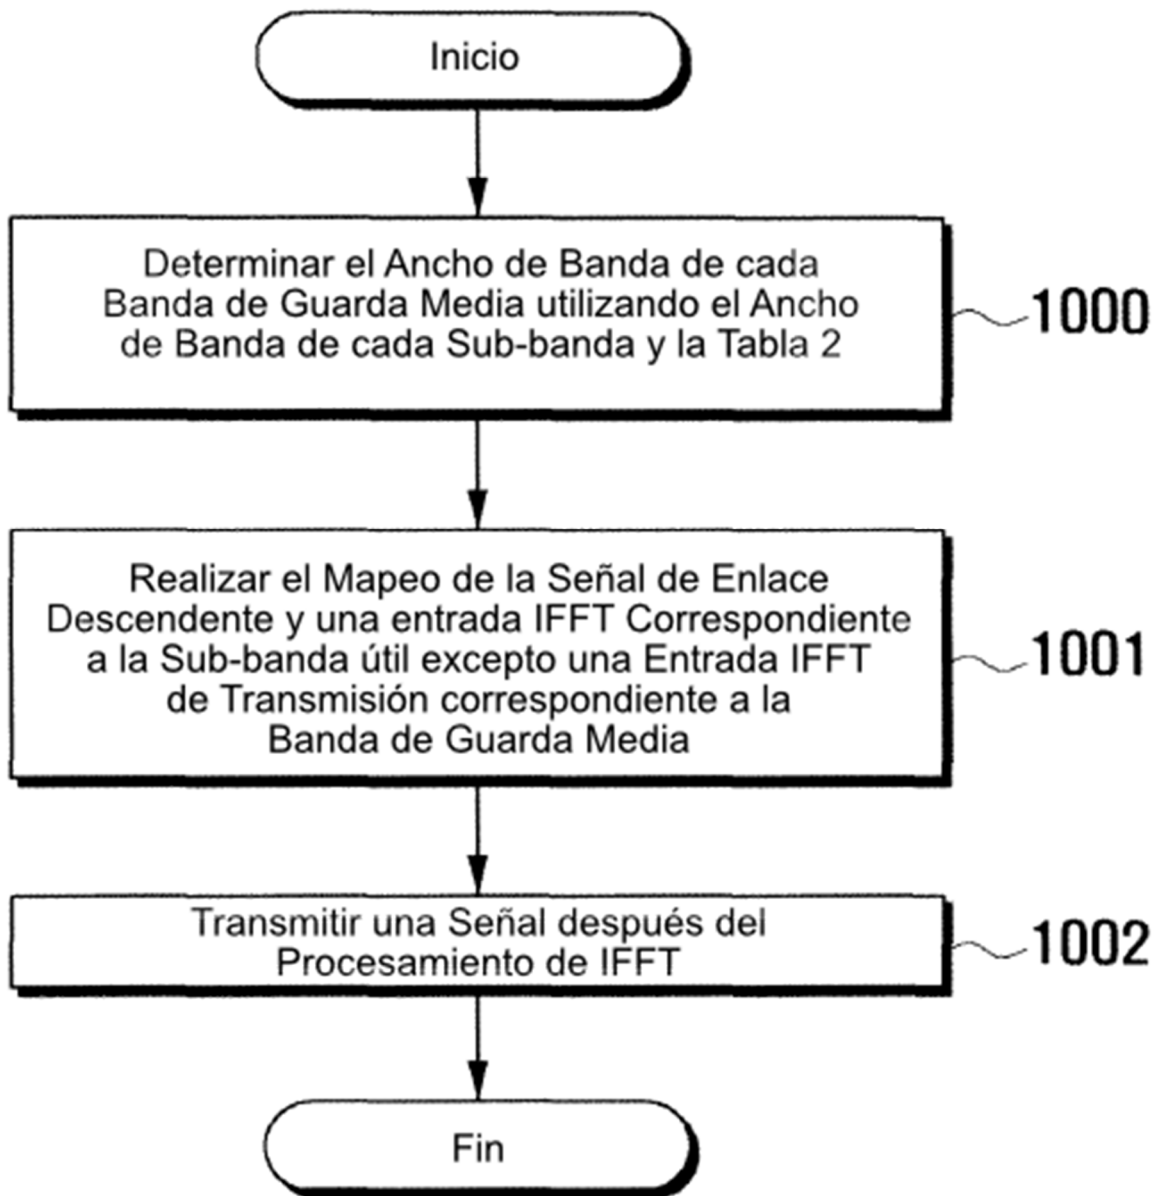 Inicio
Determinar el Ancho de Banda de cada
Banda de Guarda Media utilizando el Ancho
de Banda de cada Sub-banda y la Tabla 2
1000
Realizar el Mapeo de la Señal de Enlace
Descendente y una entrada IFFT Correspondiente
a la Sub-banda útil excepto una Entrada IFFT
de Transmisión correspondiente a la
Banda de Guarda Media
1001
Transmitir una Señal después del
Procesamiento de IFFT
1002
Fin